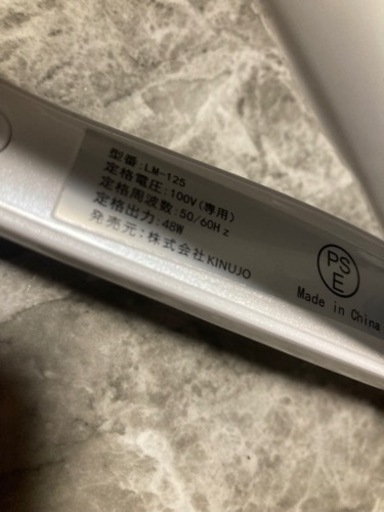 型番:LM-125
定格電圧:100V(専用)
定格周波数:50/60Hz
定格出力:48W
発売元:株式会社KINUJO
PS
E
Made in China